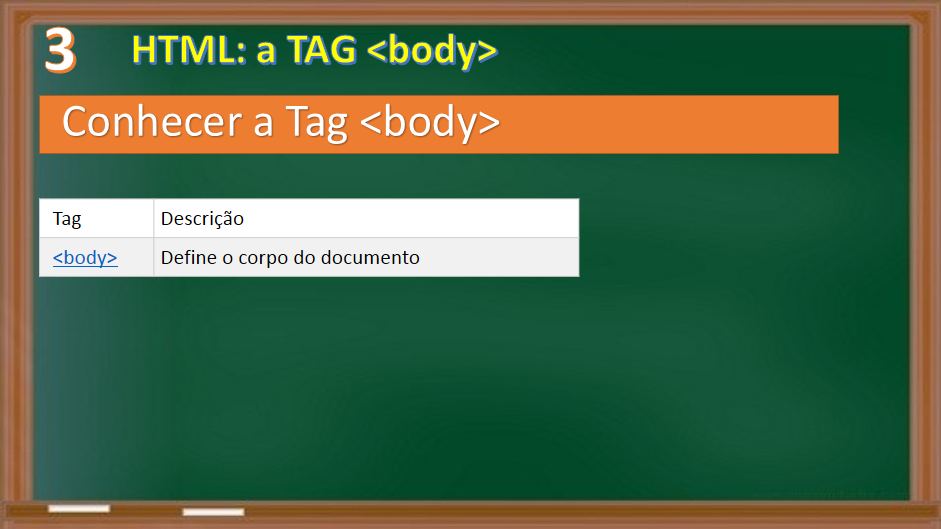 3 HTML: a TAG <body>
Conhecer a Tag <body>
Tag Descrição
<body> Define o corpo do documento